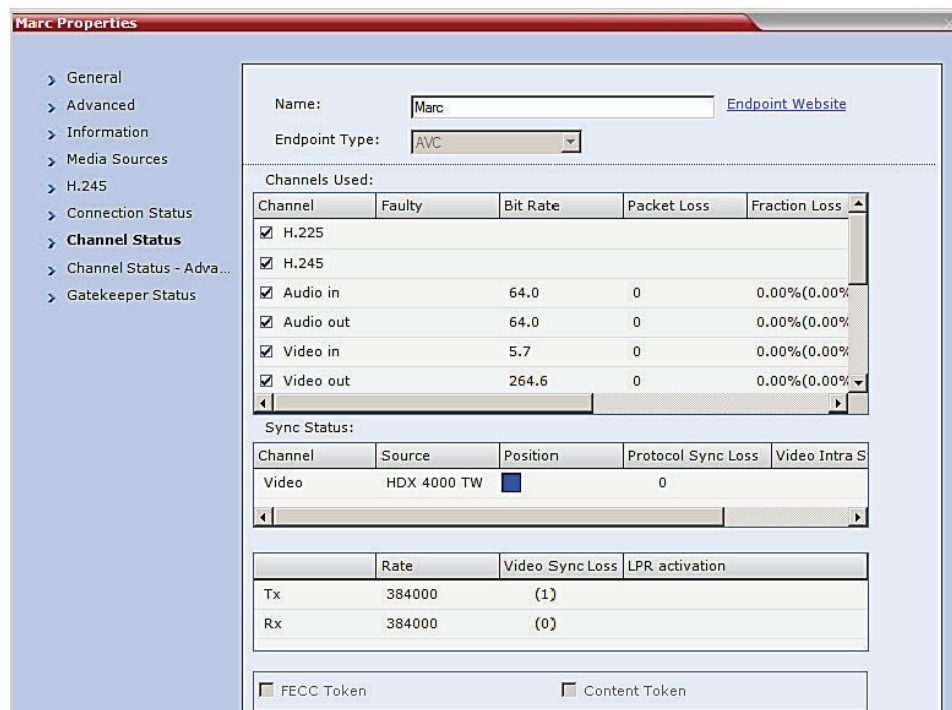 Marc Properties
General
Advanced
Information
Media Sources
H.245
Connection Status
Channel Status
Channel Status - Adva...
Gatekeeper Status
Name: Marc Endpoint Website
Endpoint Type: AVC
Channels Used:
Channel Faulty Bit Rate Packet Loss Fraction Loss
H.225
H.245
Audio in 64.0 0 0.00%(0.00%
Audio out 64.0 0 0.00%(0.00%
Video in 5.7 0 0.00%(0.00%
Video out 264.6 0 0.00%(0.00%
Sync Status:
Channel Source Position Protocol Sync Loss Video Intra S
Video HDX 4000 TW 0
Rate Video Sync Loss LPR activation
Tx 384000 (1)
Rx 384000 (0)
FECC Token Content Token